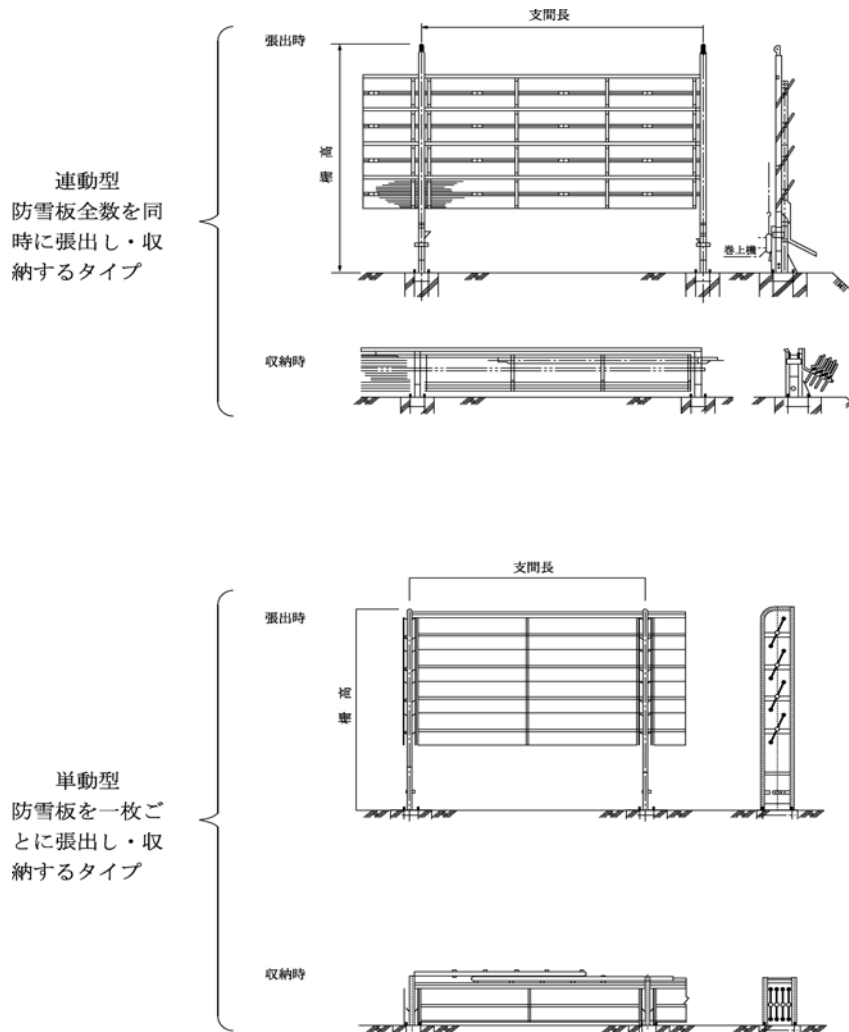 支間長
張出時
柵 高
連動型
防雪板全数を同
時に張出し・収
納するタイプ
巻上機
収納時
支間長
張出時
柵 高
単動型
防雪板を一枚ご
とに張出し・収
納するタイプ
収納時